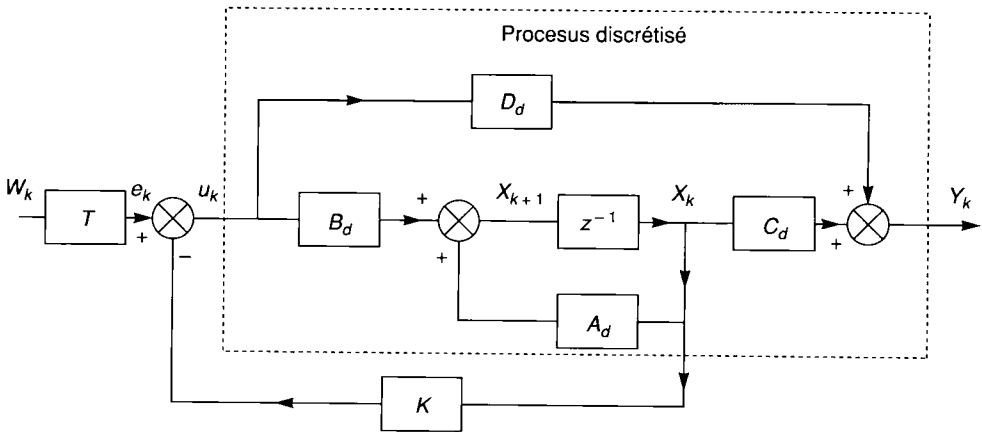 Procesus discrétisé
D_d
W_k
T
e_k
+
−
u_k
B_d
+
+
X_{k+1}
z^{-1}
X_k
C_d
+
+
Y_k
A_d
K